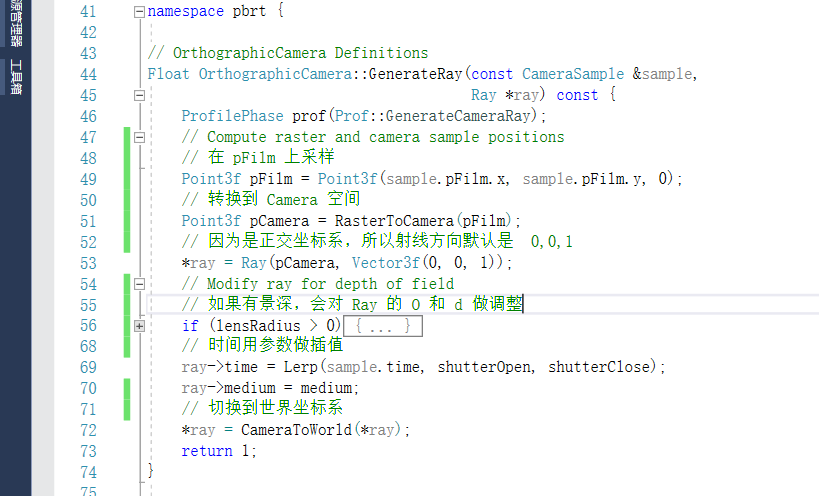 源管理器
工具箱
41 namespace pbrt {
42
43 // OrthographicCamera Definitions
44 Float OrthographicCamera::GenerateRay(const CameraSample &sample,
45 Ray *ray) const {
46 ProfilePhase prof(Prof::GenerateCameraRay);
47 // Compute raster and camera sample positions
48 // 在 pFilm 上采样
49 Point3f pFilm = Point3f(sample.pFilm.x, sample.pFilm.y, 0);
50 // 转换到 Camera 空间
51 Point3f pCamera = RasterToCamera(pFilm);
52 // 因为是正交坐标系，所以射线方向默认是 0,0,1
53 *ray = Ray(pCamera, Vector3f(0, 0, 1));
54 // Modify ray for depth of field
55 // 如果有景深，会对 Ray 的 O 和 d 做调整
56 if (lensRadius > 0) { ... }
68 // 时间用参数做插值
69 ray->time = Lerp(sample.time, shutterOpen, shutterClose);
70 ray->medium = medium;
71 // 切换到世界坐标系
72 *ray = CameraToWorld(*ray);
73 return 1;
74 }
75